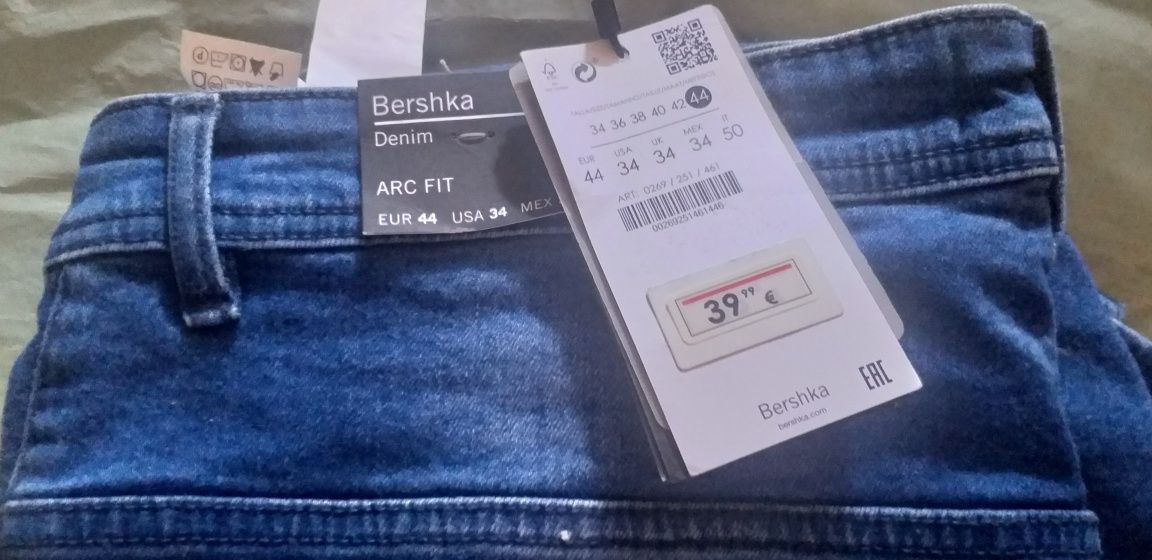 Bershka
Denim
ARC FIT
EUR 44 USA 34 MEX
34 36 38 40 42 44
EUR USA UK MEX IT
44 34 34 34 50
ART: 0269 / 251 / 461
00269251461446
39 99 €
Bershka
bershka.com
EAC